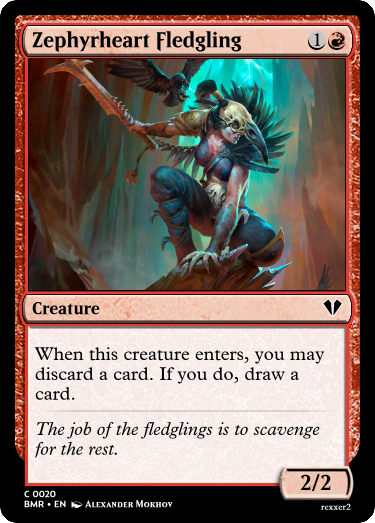 Zephyrheart Fledgling 1
Creature
When this creature enters, you may
discard a card. If you do, draw a
card.
The job of the fledglings is to scavenge
for the rest.
2/2
C 0020
BMR • EN Alexander Mokhov
rexxer2